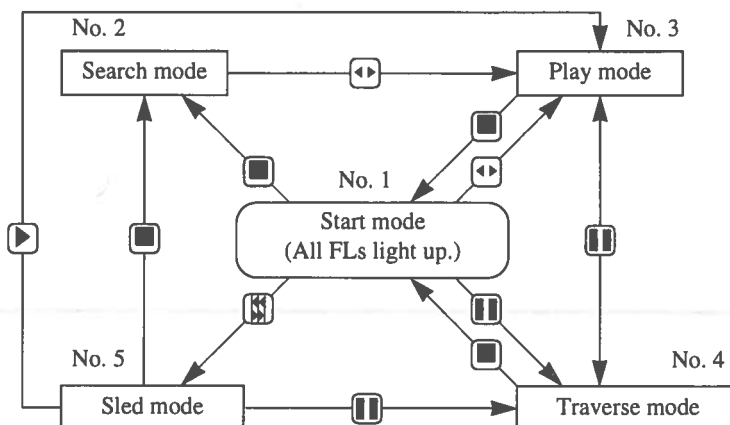 No. 2
No. 3
Search mode
Play mode
No. 1
Start mode
(All FLs light up.)
No. 5
No. 4
Sled mode
Traverse mode